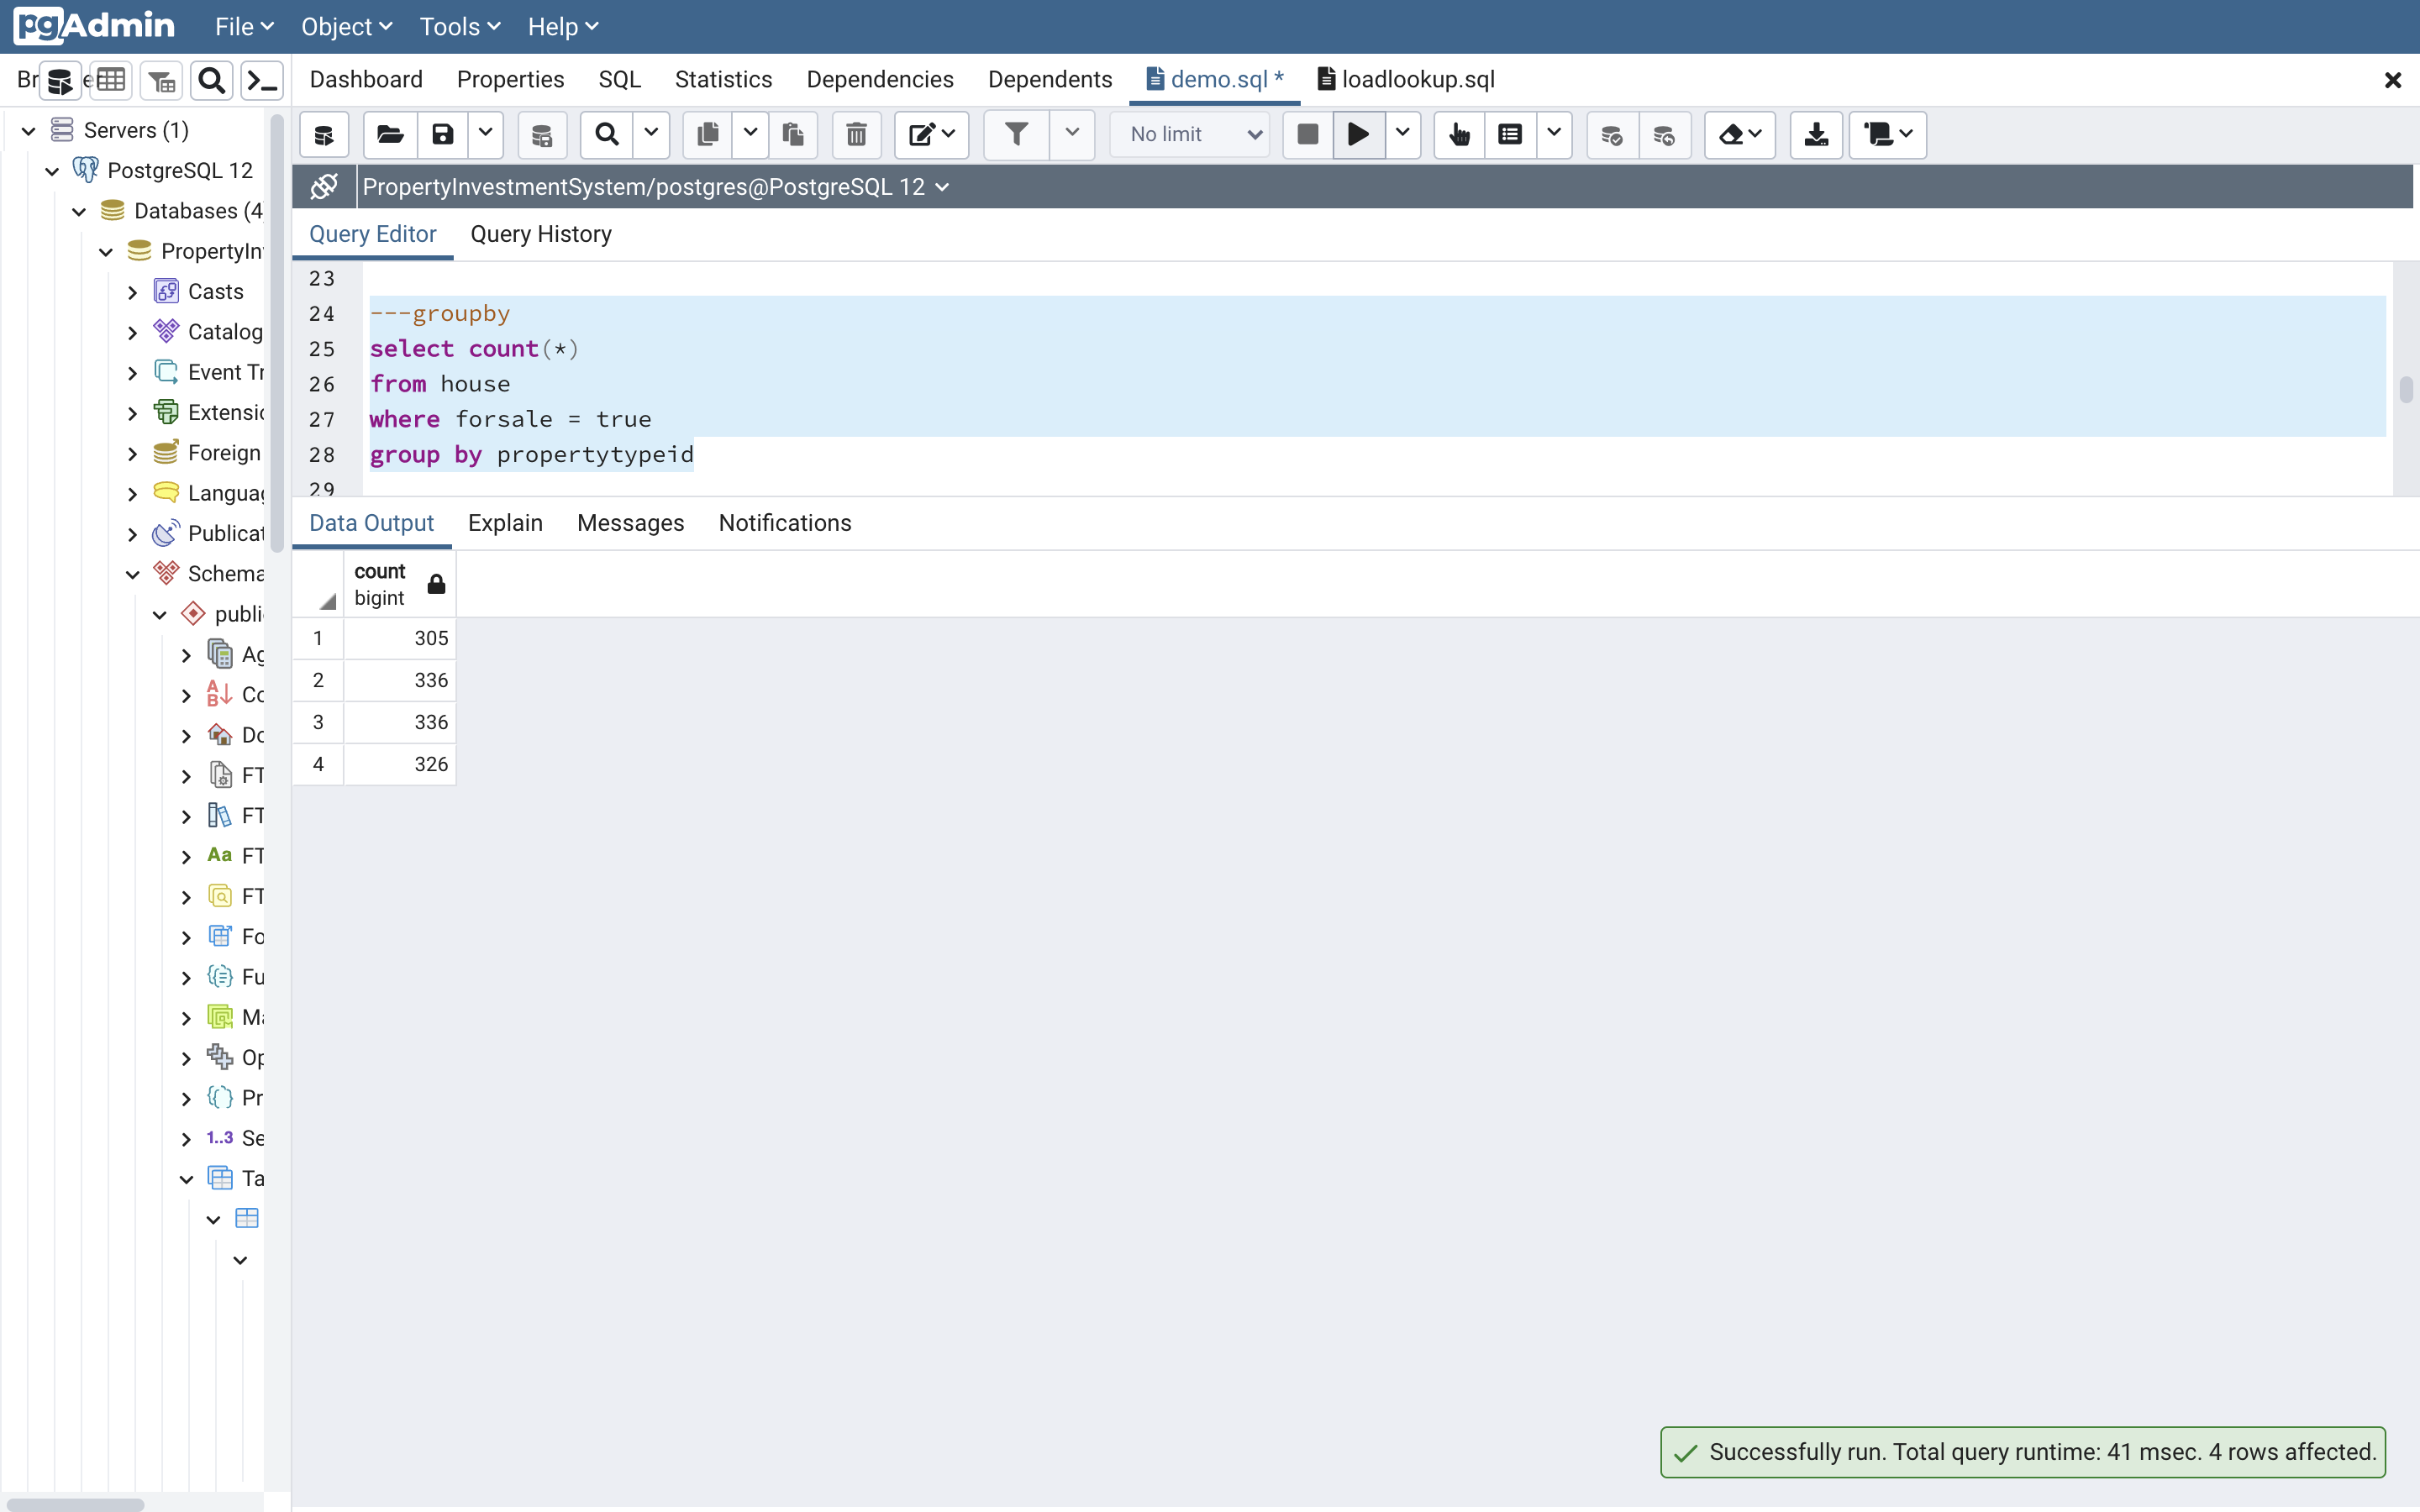 pgAdmin File Object Tools Help
Dashboard Properties SQL Statistics Dependencies Dependents demo.sql * loadlookup.sql
Servers (1)
PostgreSQL 12
Databases (4
PropertyIn
Casts
Catalog
Event Tr
Extensio
Foreign
Languag
Publicat
Schema
publi
Ag
Co
Do
FT
FT
Aa FT
FT
Fo
Fu
Ma
Op
Pr
1..3 Se
Ta
No limit
PropertyInvestmentSystem/postgres@PostgreSQL 12
Query Editor Query History
23
24 ---groupby
25 select count(*)
26 from house
27 where forsale = true
28 group by propertytypeid
29
Data Output Explain Messages Notifications
count
bigint
1 305
2 336
3 336
4 326
Successfully run. Total query runtime: 41 msec. 4 rows affected.